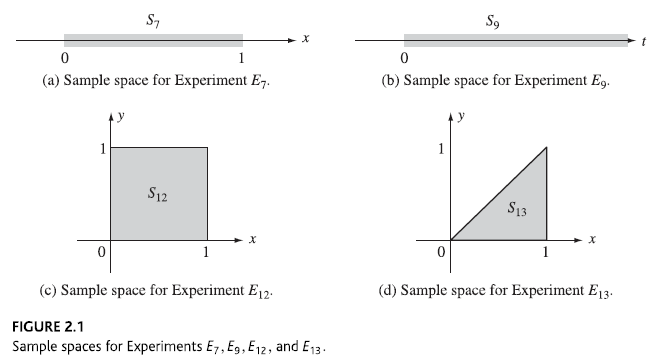 S7
x
0
1
(a) Sample space for Experiment E7.
S9
t
0
(b) Sample space for Experiment E9.
y
1
S12
x
0
1
(c) Sample space for Experiment E12.
y
1
S13
x
0
1
(d) Sample space for Experiment E13.
FIGURE 2.1
Sample spaces for Experiments E7, E9, E12, and E13.